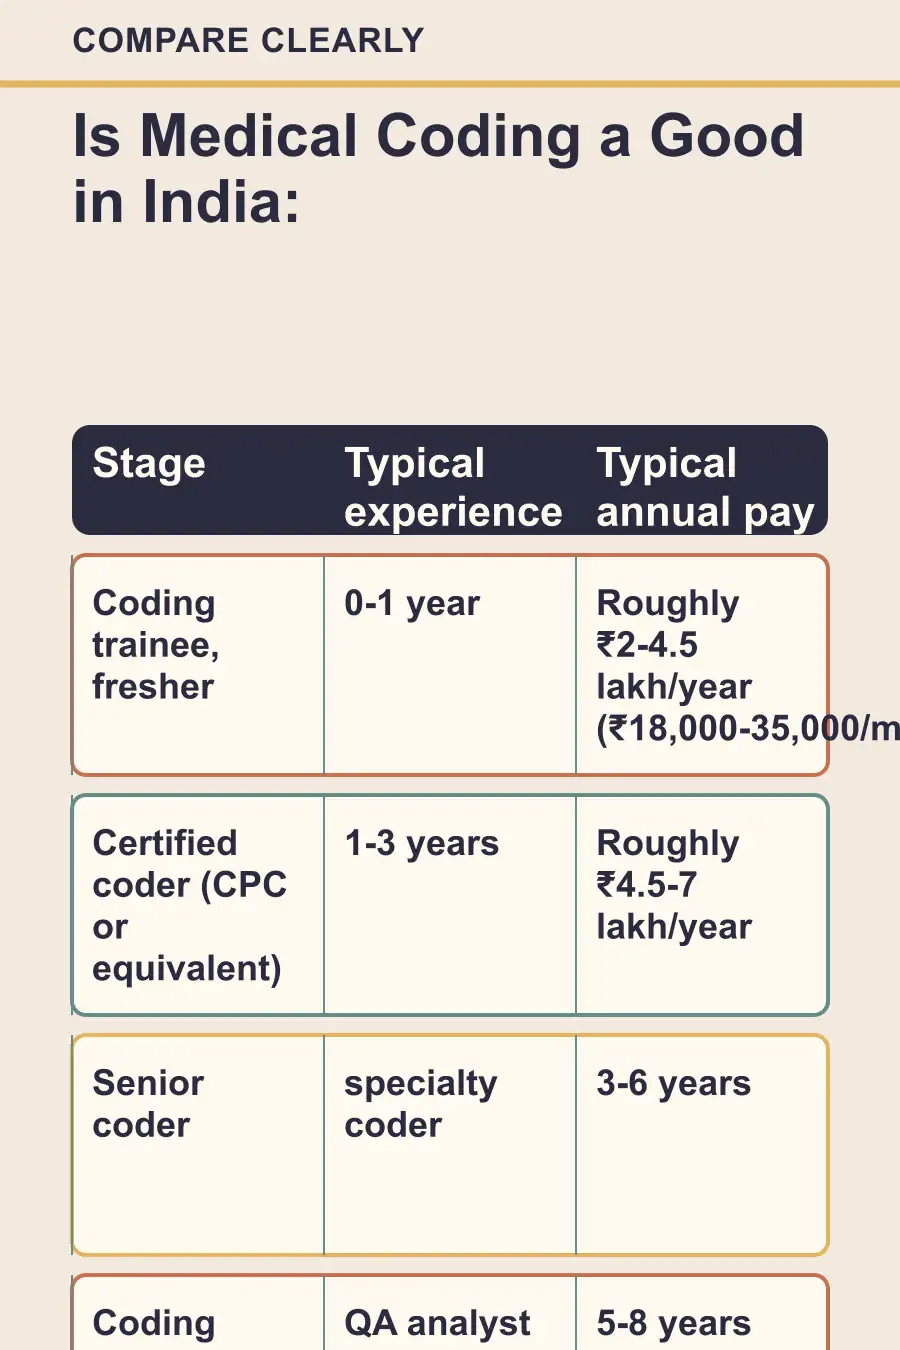 COMPARE CLEARLY
Is Medical Coding a Good
in India:
Stage
Typical
experience
Typical
annual pay
Coding
trainee,
fresher
0-1 year
Roughly
₹2-4.5
lakh/year
(₹18,000-35,000/m
Certified
coder (CPC
or
equivalent)
1-3 years
Roughly
₹4.5-7
lakh/year
Senior
coder
specialty
coder
3-6 years
Coding
QA analyst
5-8 years